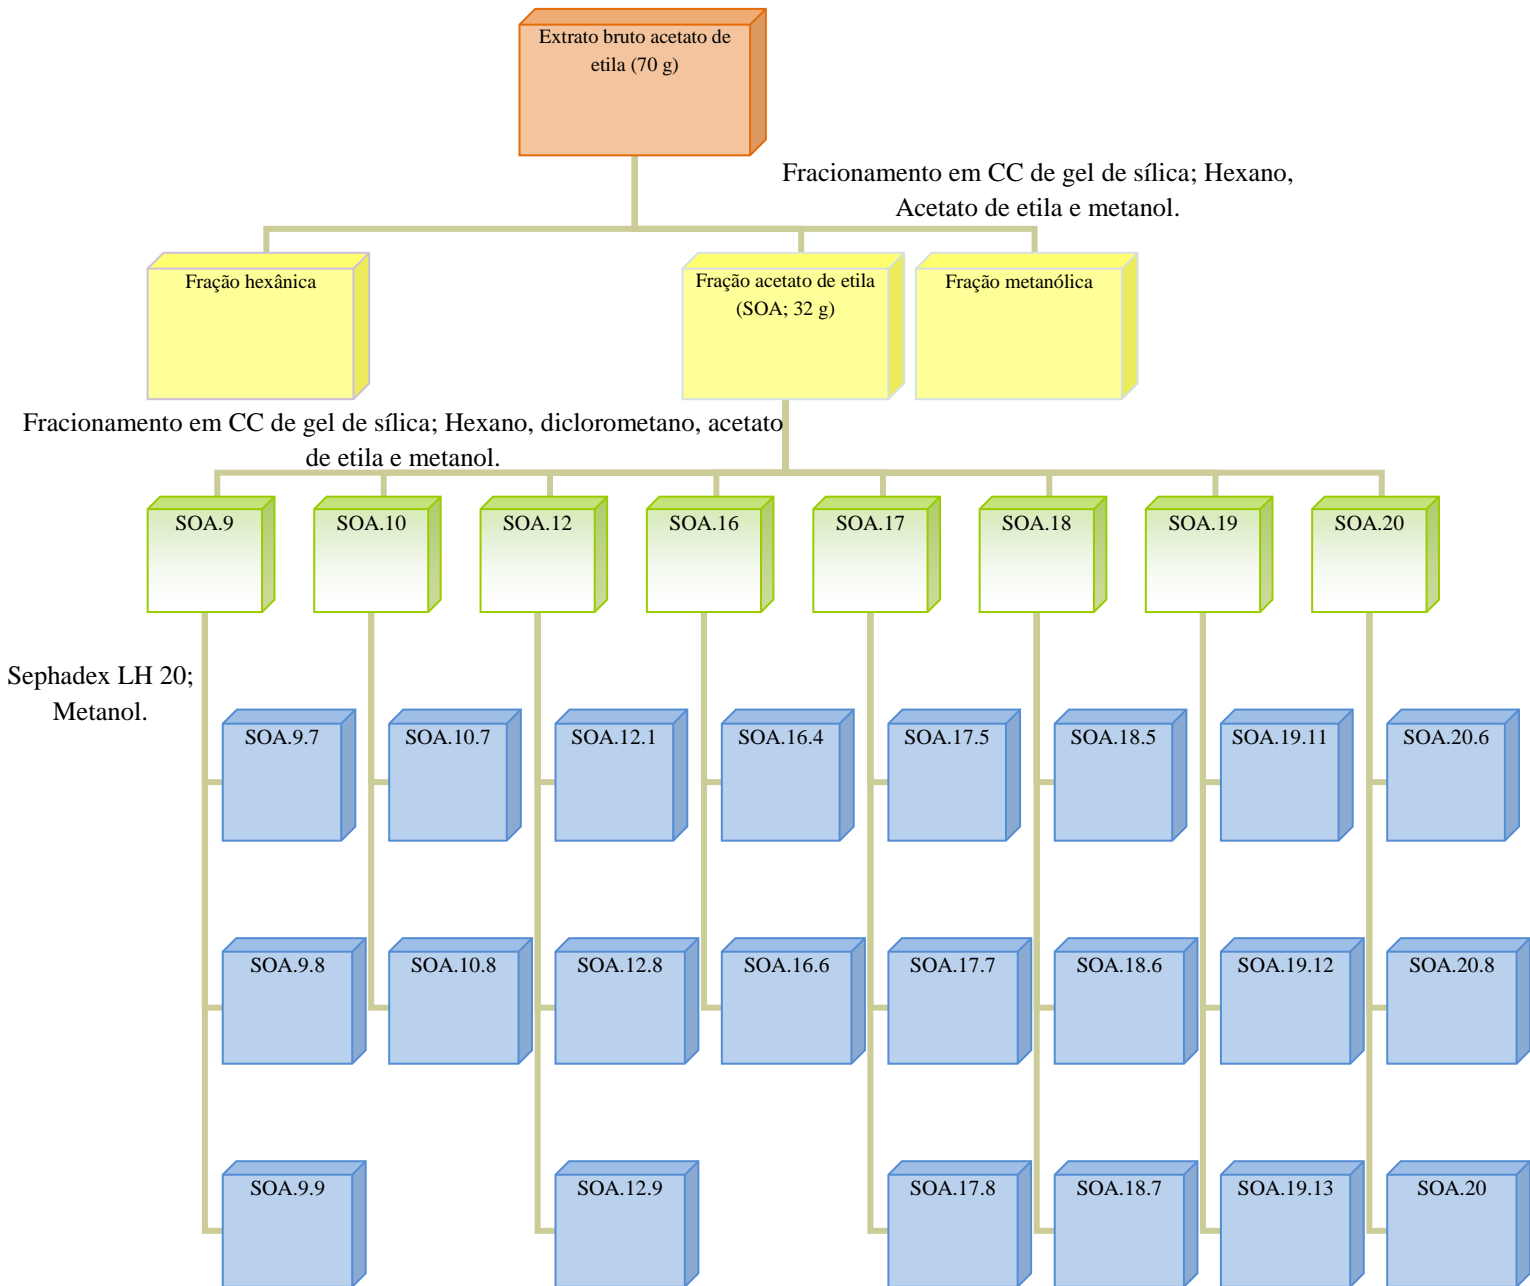 Extrato bruto acetato de
etila (70 g)
Fracionamento em CC de gel de sílica; Hexano,
Acetato de etila e metanol.
Fração hexânica
Fração acetato de etila
(SOA; 32 g)
Fração metanólica
Fracionamento em CC de gel de sílica; Hexano, diclorometano, acetato
de etila e metanol.
SOA.9
SOA.10
SOA.12
SOA.16
SOA.17
SOA.18
SOA.19
SOA.20
Sephadex LH 20;
Metanol.
SOA.9.7
SOA.10.7
SOA.12.1
SOA.16.4
SOA.17.5
SOA.18.5
SOA.19.11
SOA.20.6
SOA.9.8
SOA.10.8
SOA.12.8
SOA.16.6
SOA.17.7
SOA.18.6
SOA.19.12
SOA.20.8
SOA.9.9
SOA.12.9
SOA.17.8
SOA.18.7
SOA.19.13
SOA.20